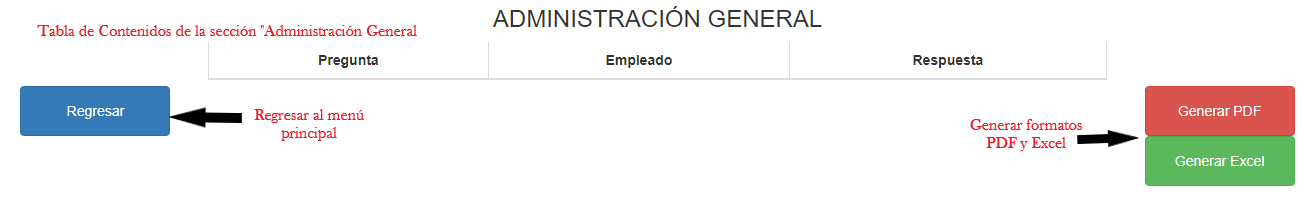 ADMINISTRACIÓN GENERAL
Tabla de Contenidos de la sección "Administración General
Pregunta Empleado Respuesta
Regresar
Regresar al menú
principal
Generar formatos
PDF y Excel
Generar PDF
Generar Excel